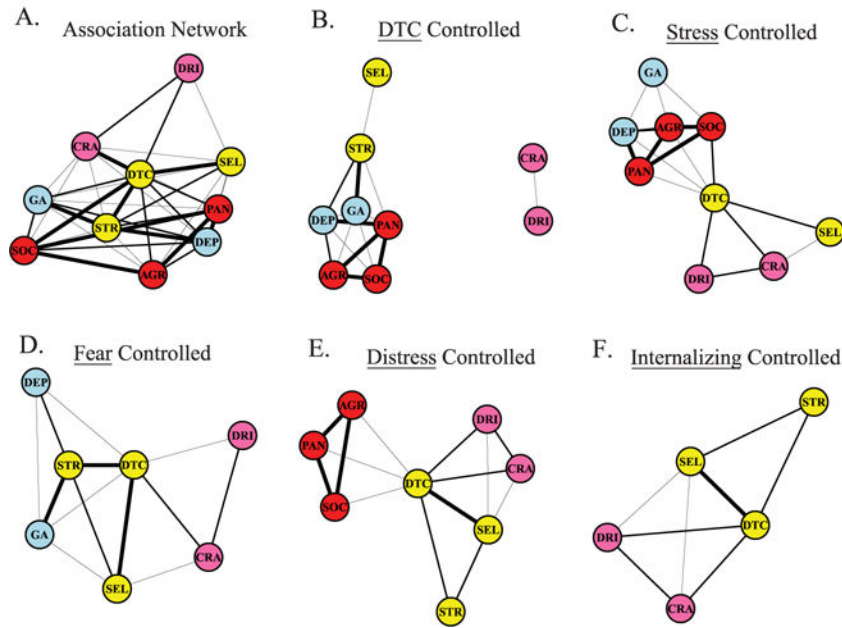 A. Association Network
DRI
CRA
SEL
DTC
GA
PAN
STR
DEP
SOC
AGR
B. DTC Controlled
SEL
STR
CRA
GA
DEP
PAN
DRI
AGR
SOC
C. Stress Controlled
GA
DEP
AGR
SOC
PAN
DTC
SEL
CRA
DRI
D. Fear Controlled
DEP
DRI
STR
DTC
GA
CRA
SEL
E. Distress Controlled
AGR
DRI
PAN
CRA
DTC
SOC
SEL
STR
F. Internalizing Controlled
STR
SEL
DTC
DRI
CRA